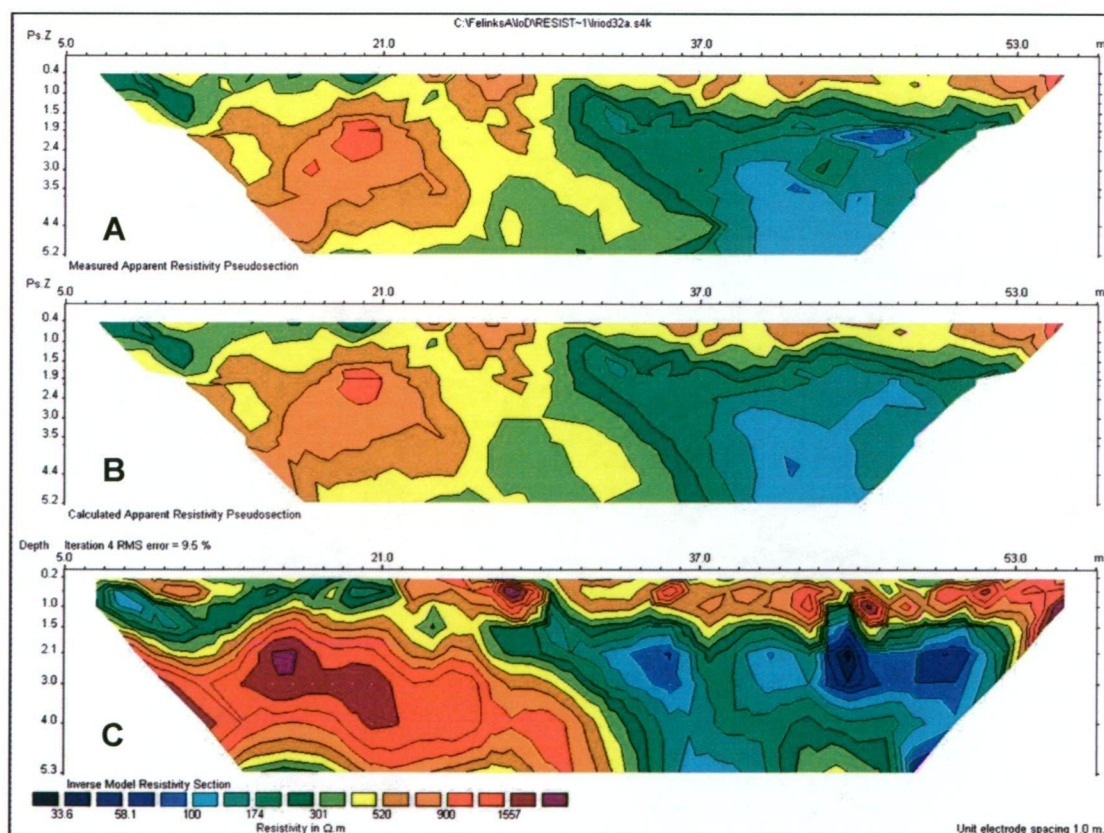 C:\FelinksA\IoD\RESIST~1\lriod32a.s4k
Ps.Z 5.0 21.0 37.0 53.0 m
0.4
1.0
1.5
1.9
2.4
3.0
3.5
4.4
5.2
A
Measured Apparent Resistivity Pseudosection
Ps.Z 5.0 21.0 37.0 53.0 m
0.4
1.0
1.5
1.9
2.4
3.0
3.5
4.4
5.2
B
Calculated Apparent Resistivity Pseudosection
Depth Iteration 4 RMS error = 9.5 %
5.0 21.0 37.0 53.0 m
0.2
1.0
1.5
2.1
3.0
4.0
5.3
C
Inverse Model Resistivity Section
33.6 58.1 100 174 301 520 900 1557
Resistivity in Ω.m
Unit electrode spacing 1.0 m.